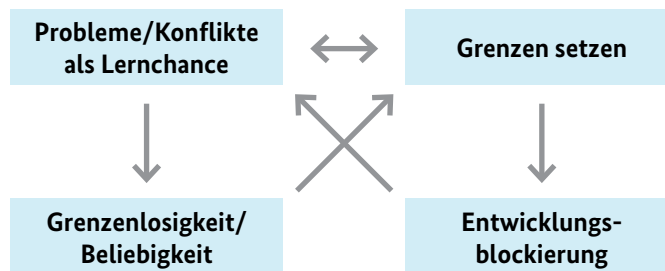 Probleme/Konflikte
als Lernchance
Grenzen setzen
Grenzenlosigkeit/
Beliebigkeit
Entwicklungs-
blockierung